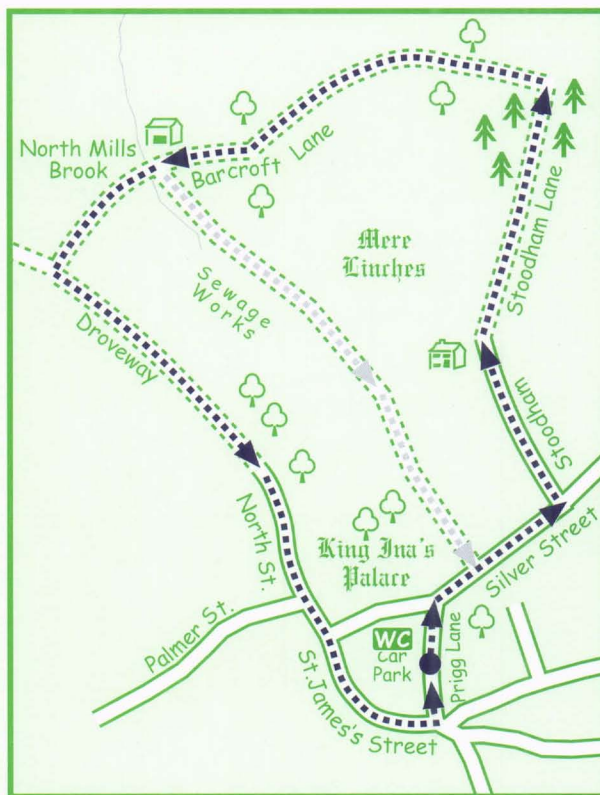 North Mills
Brook
Barcroft Lane
Mere
Linches
Stoodham Lane
Sewage
Works
Droveway
Stoodham
North St.
King Ina's
Palace
Silver Street
Palmer St.
WC
Car
Park
Prigg Lane
St.James's Street